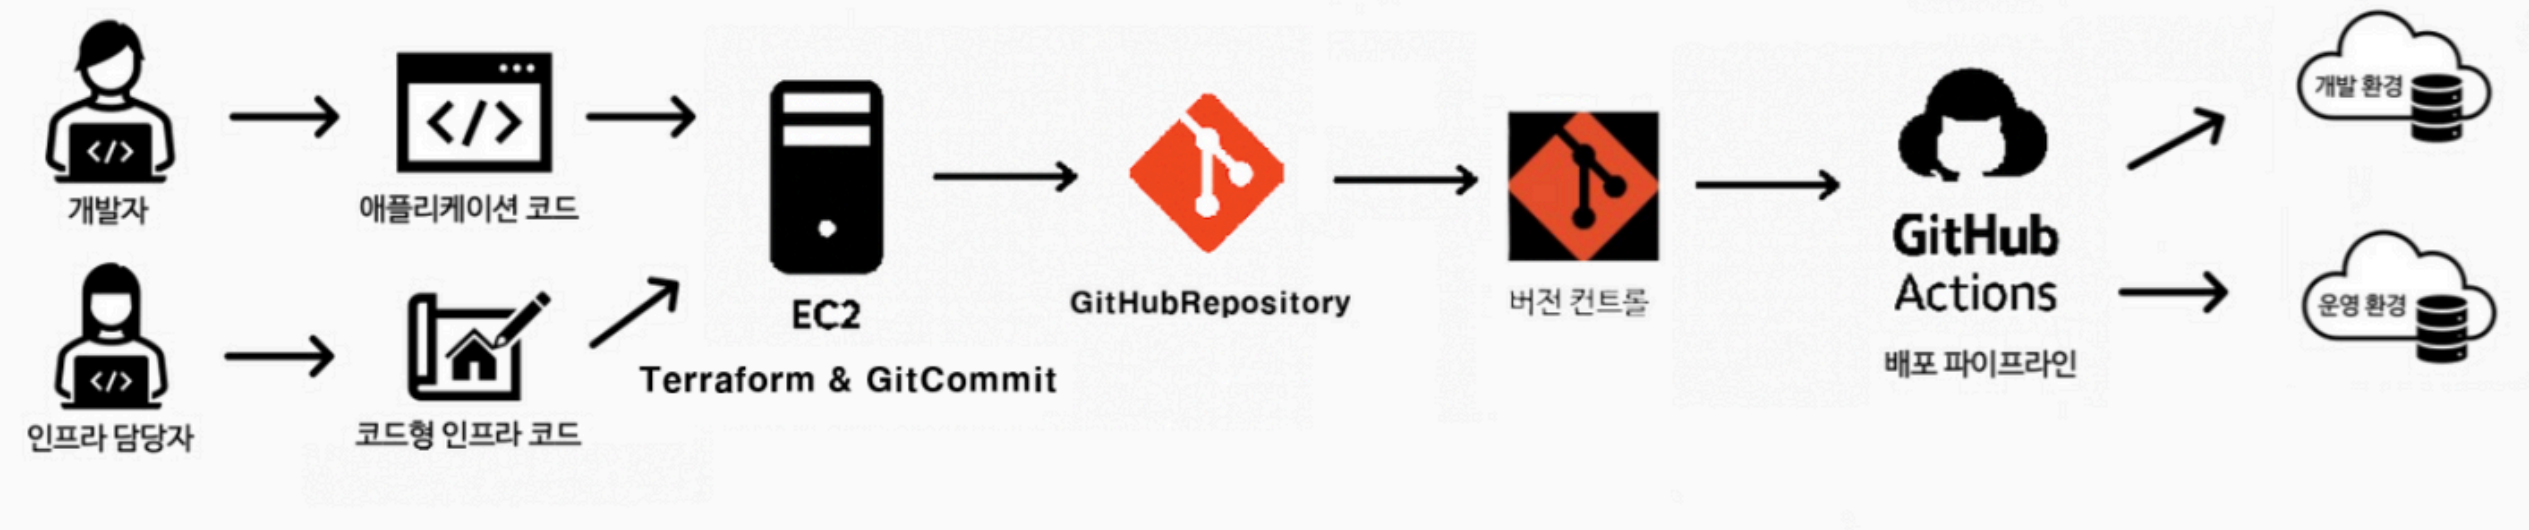 개발자
애플리케이션 코드
인프라 담당자
코드형 인프라 코드
EC2
Terraform & GitCommit
GitHubRepository
버전 컨트롤
GitHub
Actions
배포 파이프라인
개발 환경
운영 환경